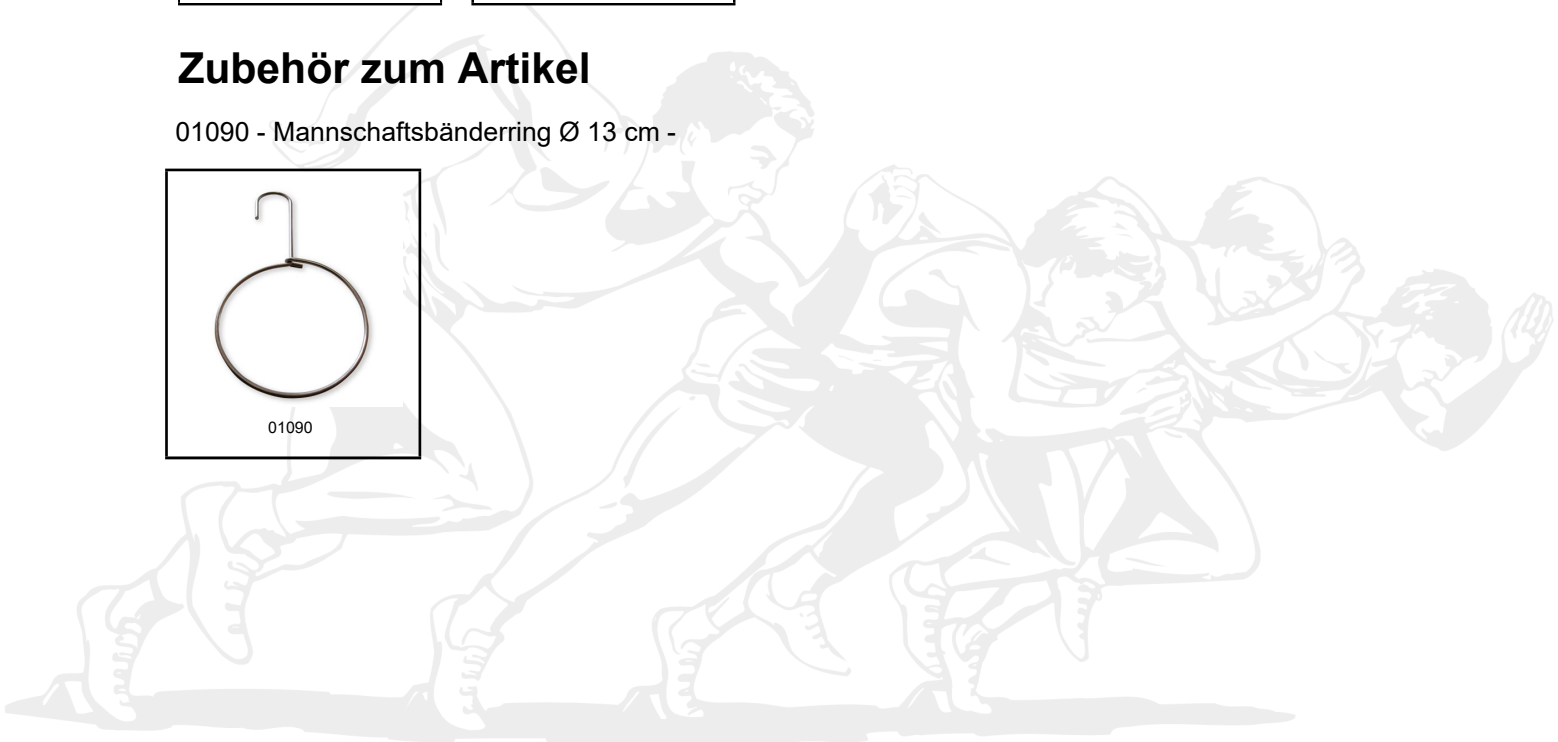 Zubehör zum Artikel
01090 - Mannschaftsbänderring Ø 13 cm -
01090